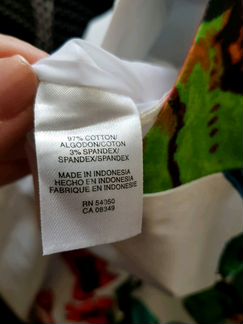 97% COTTON/
ALGODON/COTON
3% SPANDEX/
SPANDEX/SPANDEX
MADE IN INDONESIA
HECHO EN INDONESIA
FABRIQUE EN INDONESIE
RN 54050
CA 08349